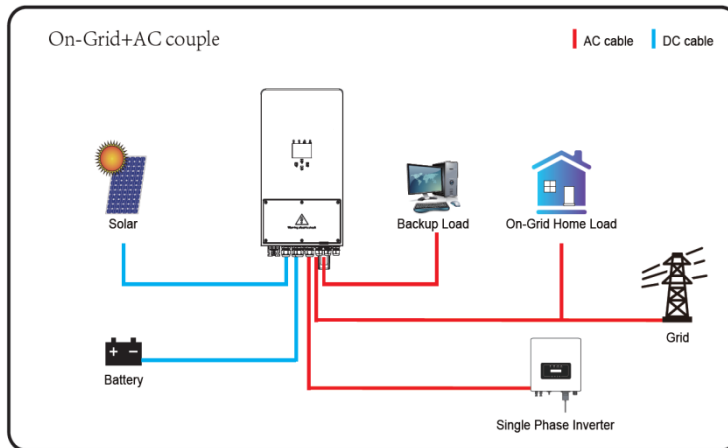 On-Grid+AC couple
AC cable
DC cable
Solar
Backup Load
On-Grid Home Load
Grid
Battery
Single Phase Inverter